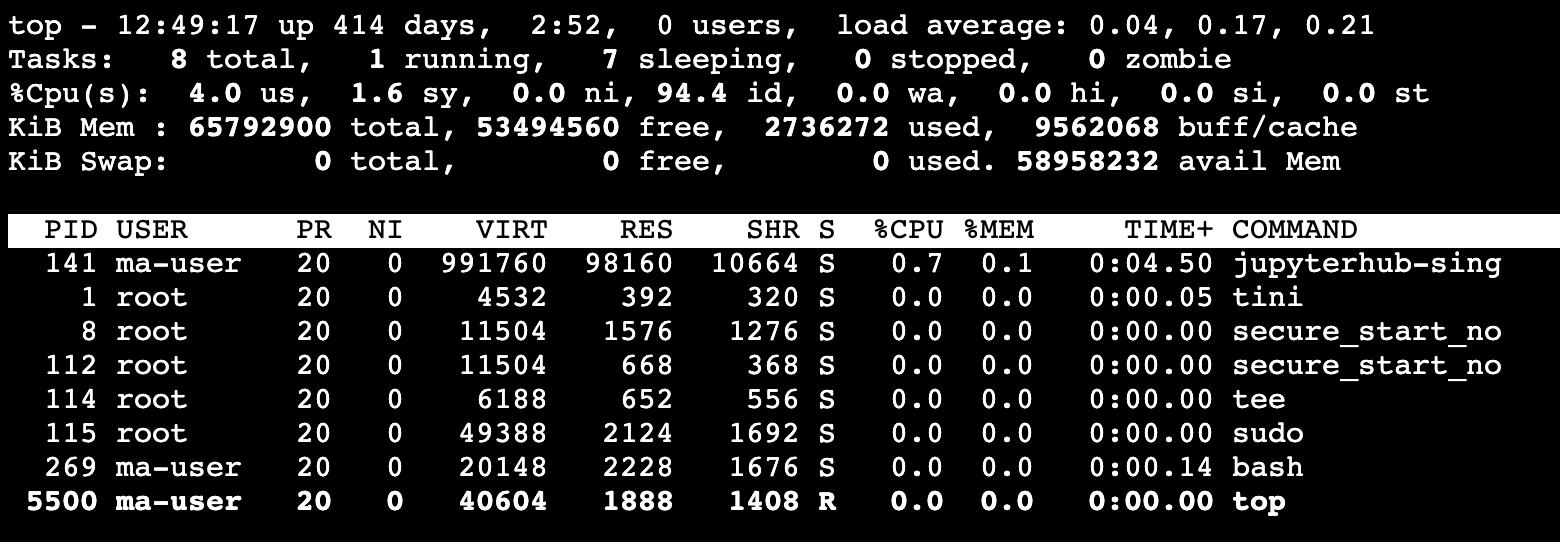 top - 12:49:17 up 414 days,  2:52,  0 users,  load average: 0.04, 0.17, 0.21
Tasks:   8 total,   1 running,   7 sleeping,   0 stopped,   0 zombie
%Cpu(s):  4.0 us,  1.6 sy,  0.0 ni, 94.4 id,  0.0 wa,  0.0 hi,  0.0 si,  0.0 st
KiB Mem : 65792900 total, 53494560 free,  2736272 used,  9562068 buff/cache
KiB Swap:        0 total,        0 free,        0 used. 58958232 avail Mem
  PID USER      PR  NI    VIRT    RES    SHR S  %CPU %MEM     TIME+ COMMAND
  141 ma-user   20   0  991760  98160  10664 S   0.7  0.1   0:04.50 jupyterhub-sing
    1 root      20   0    4532    392    320 S   0.0  0.0   0:00.05 tini
    8 root      20   0   11504   1576   1276 S   0.0  0.0   0:00.00 secure_start_no
  112 root      20   0   11504    668    368 S   0.0  0.0   0:00.00 secure_start_no
  114 root      20   0    6188    652    556 S   0.0  0.0   0:00.00 tee
  115 root      20   0   49388   2124   1692 S   0.0  0.0   0:00.00 sudo
  269 ma-user   20   0   20148   2228   1676 S   0.0  0.0   0:00.14 bash
 5500 ma-user   20   0   40604   1888   1408 R   0.0  0.0   0:00.00 top